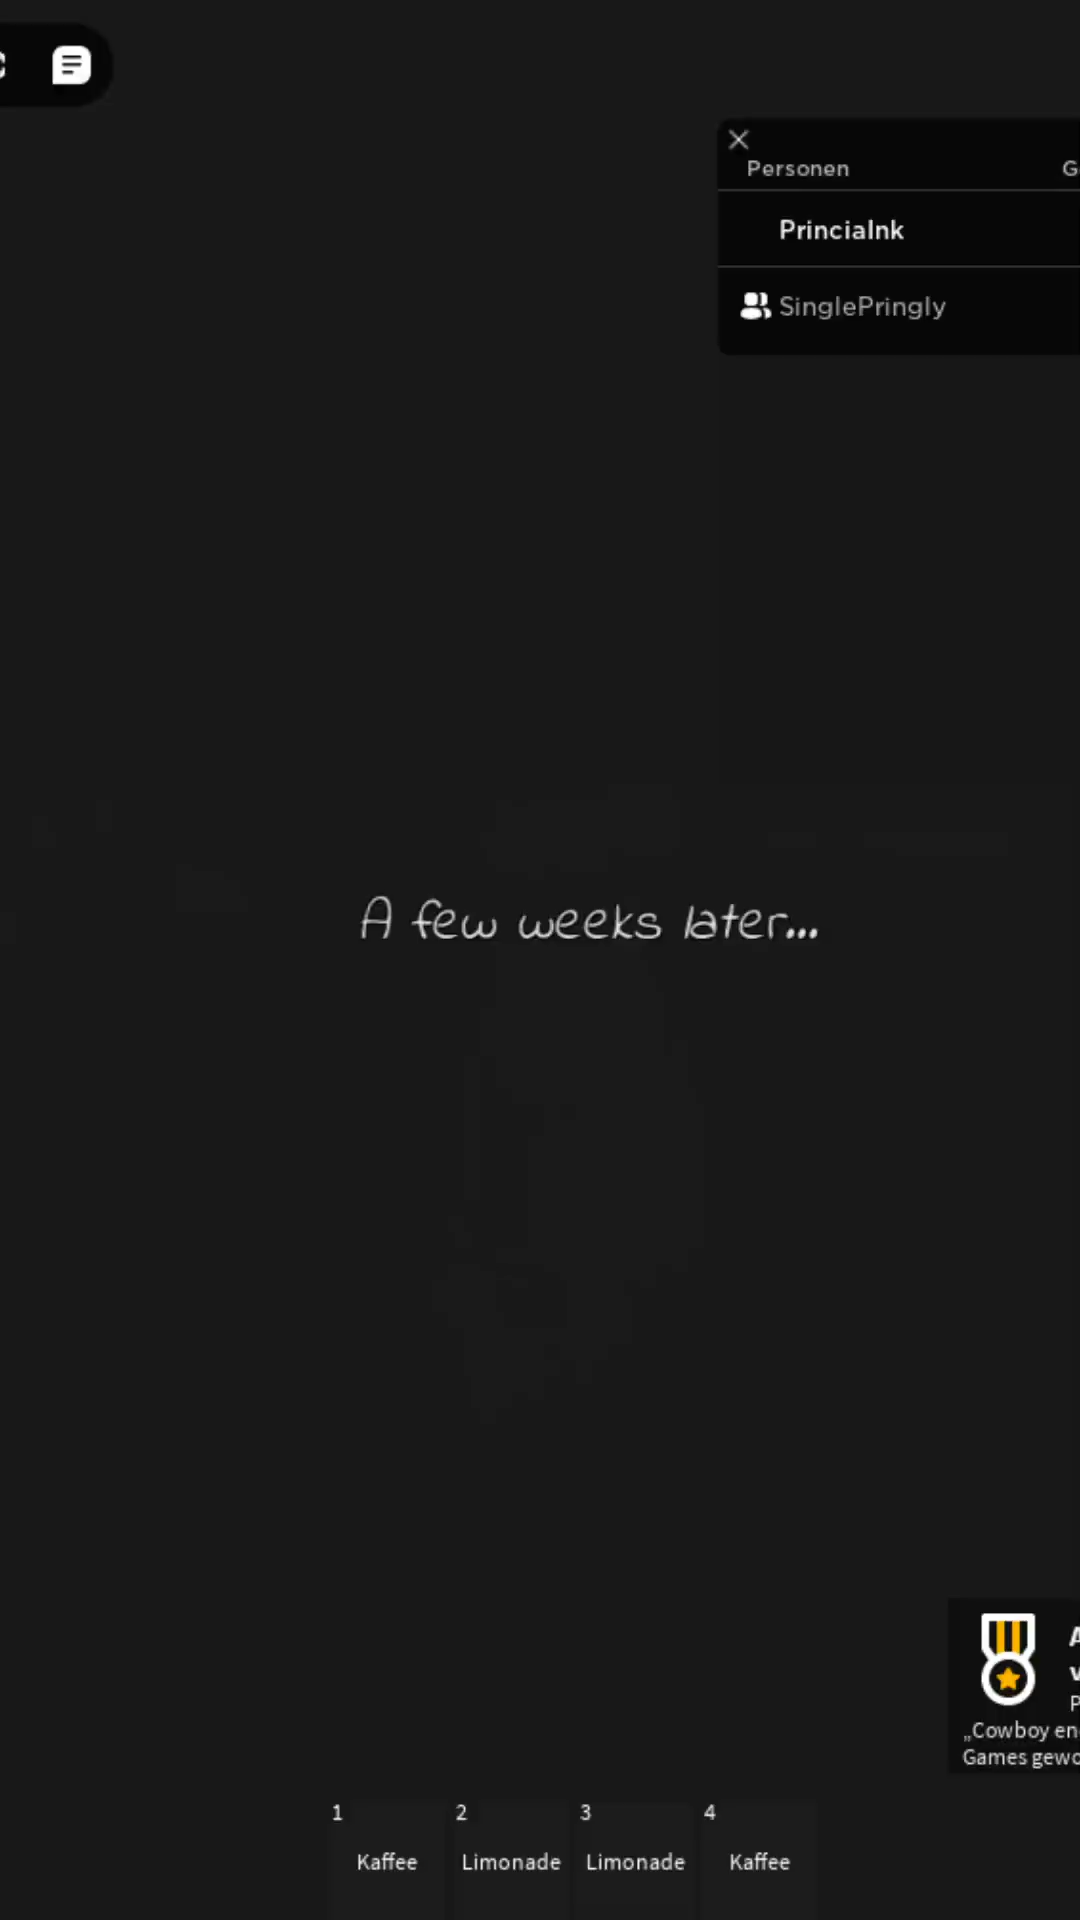 Personen
PrinciaInk
SinglePringly
A few weeks later...
„Cowboy en
Games gewo
1 2 3 4
Kaffee Limonade Limonade Kaffee